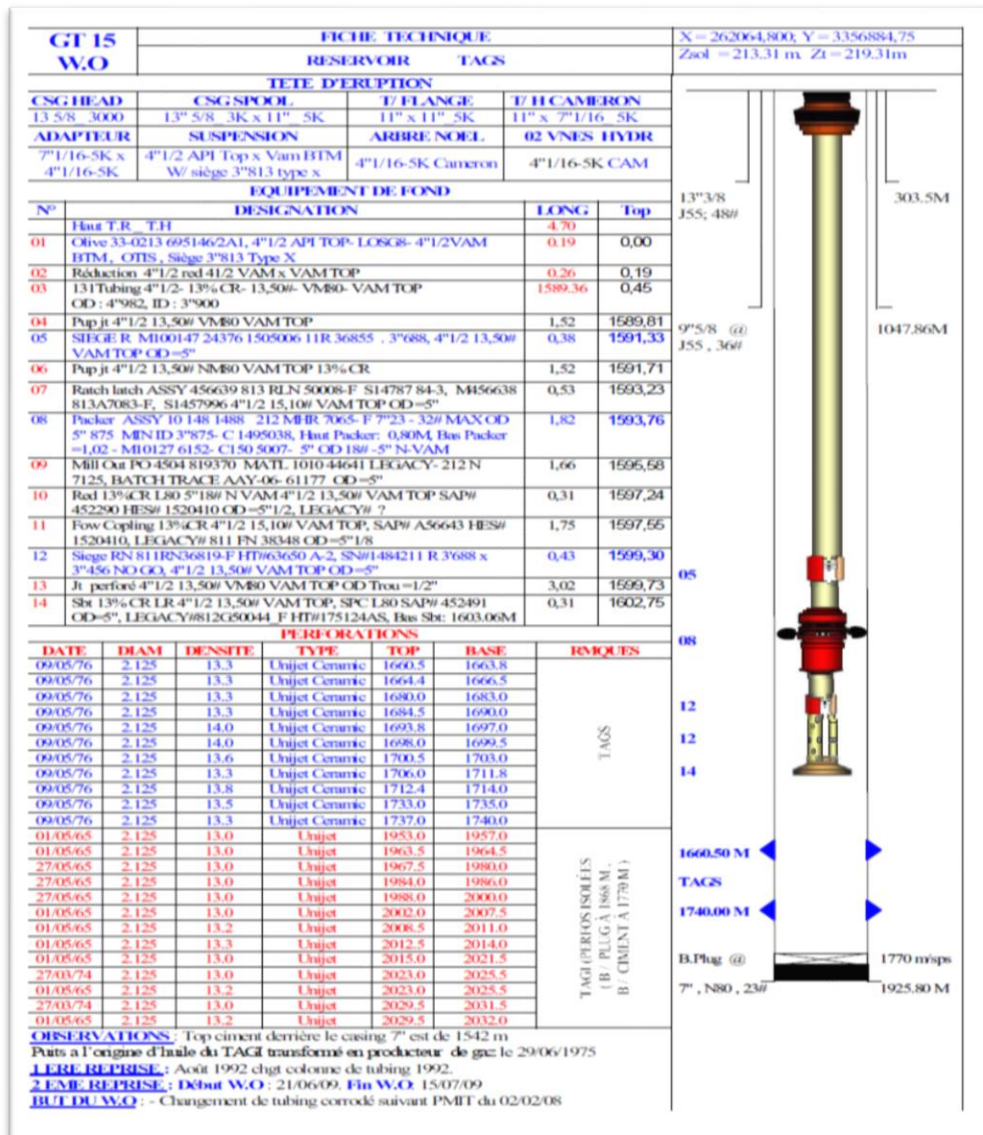 GT 15
W.O
FICHE TECHNIQUE
RESERVOIR TAGS
X = 262064,800; Y = 3356884,75
Zsol = 213.31 m Zt = 219.31m
TETE D'ERUPTION
CSG HEAD CSG SPOOL T/ FLANGE T/ H CAMERON
13 5/8_3000 13" 5/8_3K x 11"_5K 11" x 11"_5K 11" x 7"1/16_5K
ADAPTEUR SUSPENSION ARBRE NOEL 02 VNES HYDR
7"1/16-5K x 4"1/2 API Top x Vam BTM 4"1/16-5K Cameron 4"1/16-5K CAM
4"1/16-5K W/ siège 3"813 type x
EQUIPEMENT DE FOND
N° DESIGNATION LONG Top
Haut T.R _ T.H 4.70
01 Olive 33-0213 695146/2A1, 4"1/2 API TOP- LOSG8- 4"1/2VAM 0.19 0,00
BTM, OTIS, Siège 3"813 Type X
02 Réduction 4"1/2 red 41/2 VAM x VAM TOP 0.26 0,19
03 131Tubing 4"1/2- 13% CR- 13,50#- VM80- VAM TOP 1589.36 0,45
OD : 4"982, ID : 3"900
04 Pup jt 4"1/2 13,50# VM80 VAM TOP 1,52 1589,81
05 SIEGE R M100147 24376 1505006 11R 36855 . 3"688, 4"1/2 13,50# 0,38 1591,33
VAM TOP OD =5"
06 Pup jt 4"1/2 13,50# NM80 VAM TOP 13% CR 1,52 1591,71
07 Ratch latch ASSY 456639 813 RLN 50008-F S14787 84-3, M456638 0,53 1593,23
813A7083-F, S1457996 4"1/2 15,10# VAM TOP OD =5"
08 Packer ASSY 10 148 1488 212 MHR 7065- F 7"23 - 32# MAX OD 1,82 1593,76
5" 875 MIN ID 3"875- C 1495038, Haut Packer: 0,80M, Bas Packer
=1,02 - M10127 6152- C150 5007- 5" OD 18# -5" N-VAM
09 Mill Out PO 4504 819370 MATL 1010 44641 LEGACY- 212 N 1,66 1595,58
7125, BATCH TRACE AAY-06- 61177 OD =5"
10 Red 13%CR L80 5"18# N VAM 4"1/2 13,50# VAM TOP SAP# 0,31 1597,24
452290 HES# 1520410 OD =5"1/2, LEGACY# ?
11 Fow Copling 13%CR 4"1/2 15,10# VAM TOP, SAP# A56643 HES# 1,75 1597,55
1520410, LEGACY# 811 FN 38348 OD =5"1/8
12 Siege RN 811RN36819-F HT#63650 A-2, SN#1484211 R 3'688 x 0,43 1599,30
3"456 NO GO, 4"1/2 13,50# VAM TOP OD =5"
13 Jt perforé 4"1/2 13,50# VM80 VAM TOP OD Trou =1/2" 3,02 1599,73
14 Sbt 13% CR LR 4"1/2 13,50# VAM TOP, SPC L80 SAP# 452491 0,31 1602,75
OD=5", LEGACY#812G50044_F HT#175124AS, Bas Sbt: 1603.06M
PERFORATIONS
DATE DIAM DENSITE TYPE TOP BASE RMQUES
09/05/76 2.125 13.3 Unijet Ceramic 1660.5 1663.8
09/05/76 2.125 13.3 Unijet Ceramic 1664.4 1666.5
09/05/76 2.125 13.3 Unijet Ceramic 1680.0 1683.0
09/05/76 2.125 13.3 Unijet Ceramic 1684.5 1690.0
09/05/76 2.125 14.0 Unijet Ceramic 1693.8 1697.0
09/05/76 2.125 14.0 Unijet Ceramic 1698.0 1699.5
09/05/76 2.125 13.6 Unijet Ceramic 1700.5 1703.0
09/05/76 2.125 13.3 Unijet Ceramic 1706.0 1711.8
09/05/76 2.125 13.8 Unijet Ceramic 1712.4 1714.0
09/05/76 2.125 13.5 Unijet Ceramic 1733.0 1735.0
09/05/76 2.125 13.3 Unijet Ceramic 1737.0 1740.0
TAGS
01/05/65 2.125 13.0 Unijet 1953.0 1957.0
01/05/65 2.125 13.0 Unijet 1963.5 1964.5
27/05/65 2.125 13.0 Unijet 1967.5 1980.0
27/05/65 2.125 13.0 Unijet 1984.0 1986.0
27/05/65 2.125 13.0 Unijet 1988.0 2000.0
01/05/65 2.125 13.0 Unijet 2002.0 2007.5
01/05/65 2.125 13.2 Unijet 2008.5 2011.0
01/05/65 2.125 13.3 Unijet 2012.5 2014.0
01/05/65 2.125 13.0 Unijet 2015.0 2021.5
27/03/74 2.125 13.0 Unijet 2023.0 2025.5
01/05/65 2.125 13.2 Unijet 2023.0 2025.5
27/03/74 2.125 13.0 Unijet 2029.5 2031.5
01/05/65 2.125 13.2 Unijet 2029.5 2032.0
TAGI (PERFOS ISOLÉES
( B / PLUG À 1868 M ,
B / CIMENT À 1770 M )
OBSERVATIONS : Top ciment derrière le casing 7" est de 1542 m
Puits a l'origine d'huile du TAGI transformé en producteur de gaz le 29/06/1975
1 ERE REPRISE : Août 1992 chgt colonne de tubing 1992.
2 EME REPRISE : Début W.O : 21/06/09. Fin W.O: 15/07/09
BUT DU W.O : - Changement de tubing corrodé suivant PMIT du 02/02/08
13"3/8 303.5M
J55; 48#
9"5/8 @ 1047.86M
J55 , 36#
05
08
12
12
14
1660.50 M
TAGS
1740.00 M
B.Plug @ 1770 m/sps
7" , N80 , 23# 1925.80 M